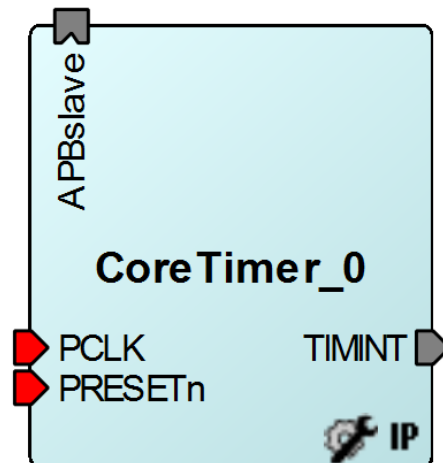 APBslave
CoreTimer_0
PCLK
TIMINT
PRESETn
IP